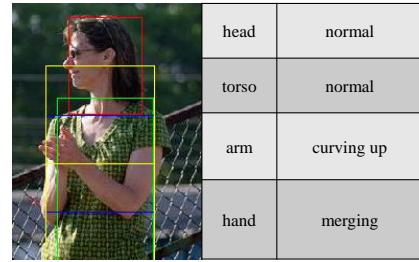 head normal
torso normal
arm curving up
hand merging